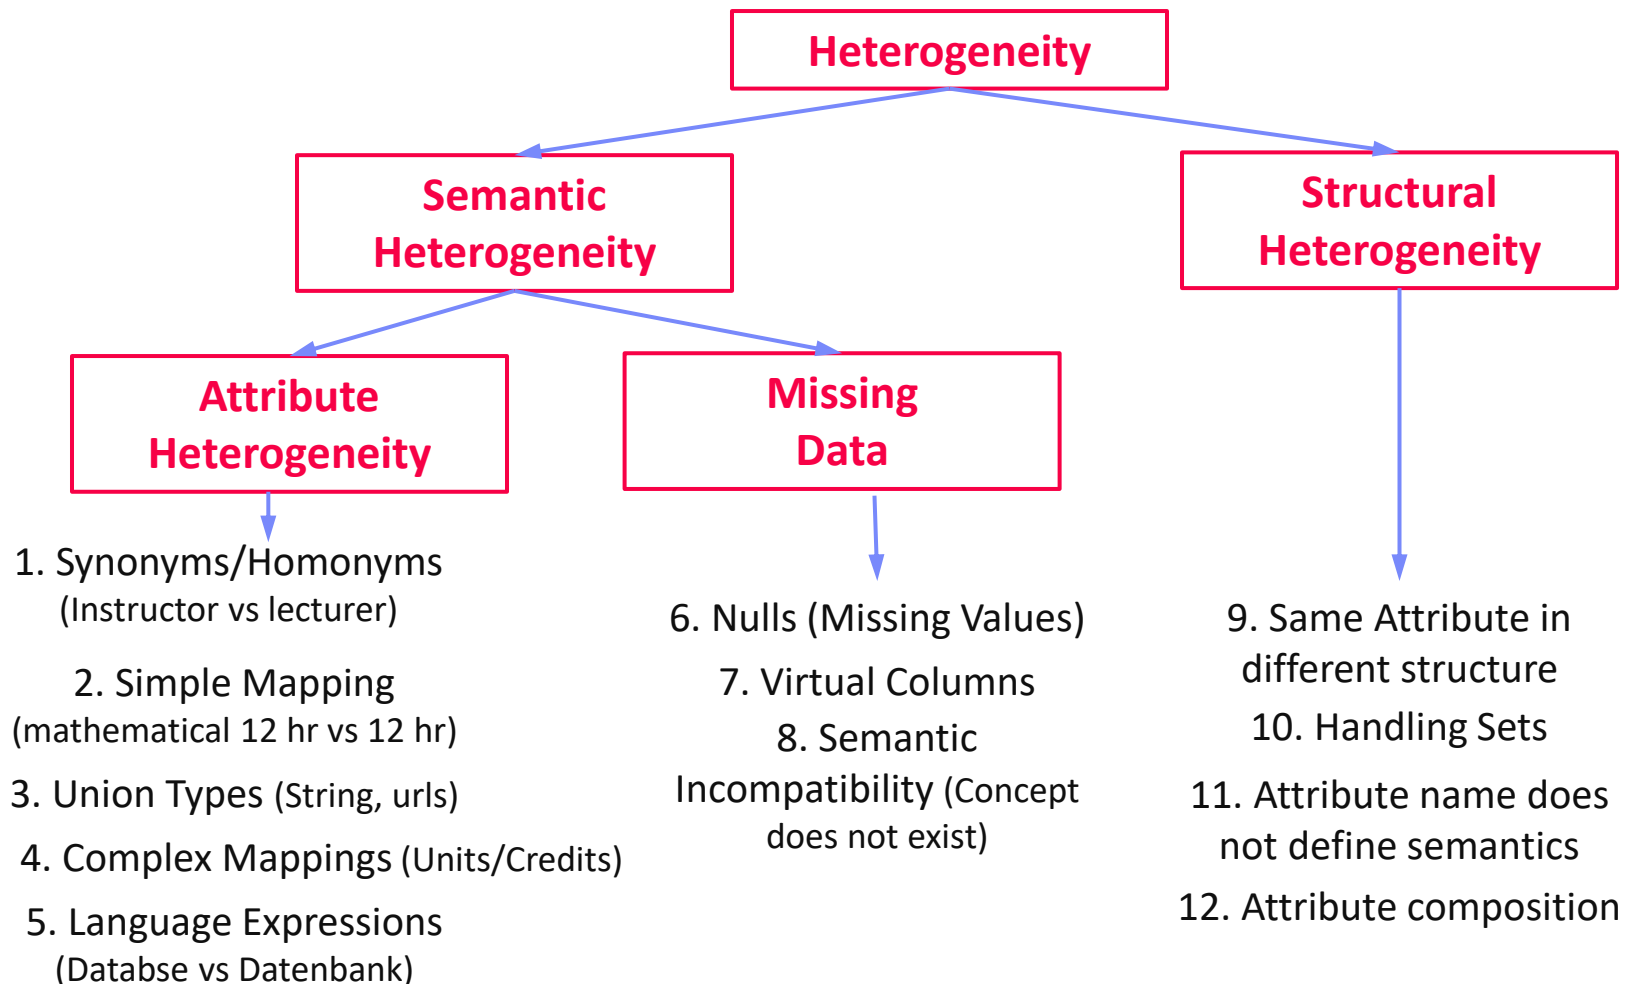 Heterogeneity
Semantic
Heterogeneity
Structural
Heterogeneity
Attribute
Heterogeneity
Missing
Data
1. Synonyms/Homonyms
(Instructor vs lecturer)
2. Simple Mapping
(mathematical 12 hr vs 12 hr)
3. Union Types (String, urls)
4. Complex Mappings (Units/Credits)
5. Language Expressions
(Databse vs Datenbank)
6. Nulls (Missing Values)
7. Virtual Columns
8. Semantic
Incompatibility (Concept
does not exist)
9. Same Attribute in
different structure
10. Handling Sets
11. Attribute name does
not define semantics
12. Attribute composition